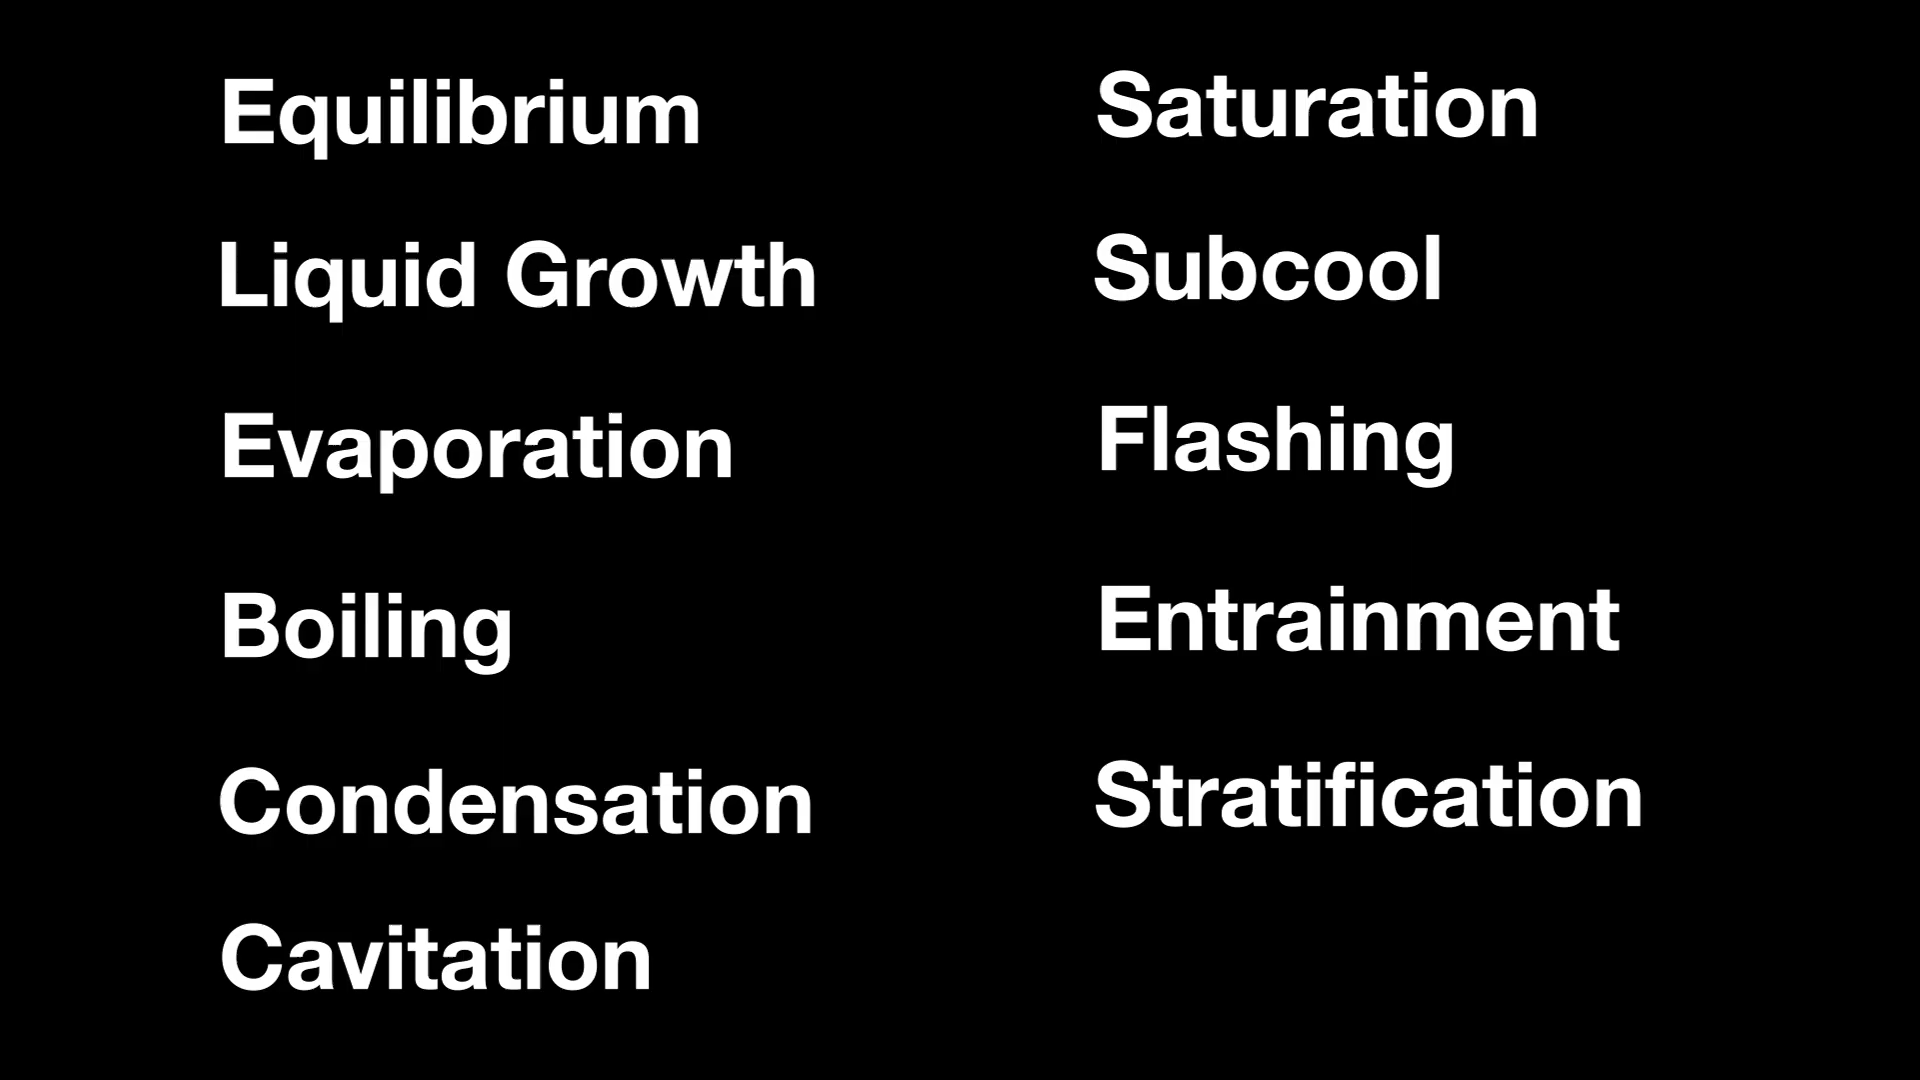 Equilibrium
Liquid Growth
Evaporation
Boiling
Condensation
Cavitation
Saturation
Subcool
Flashing
Entrainment
Stratification